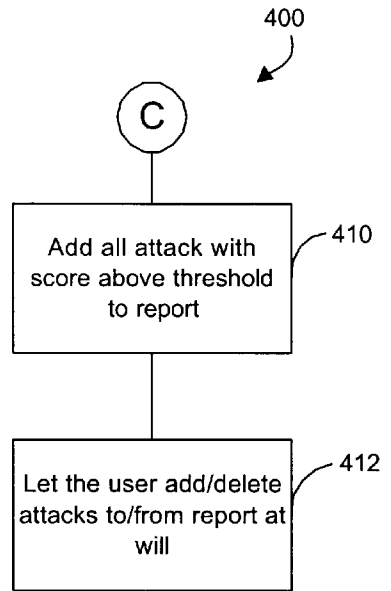 400
C
Add all attack with
score above threshold
to report
410
Let the user add/delete
attacks to/from report at
will
412